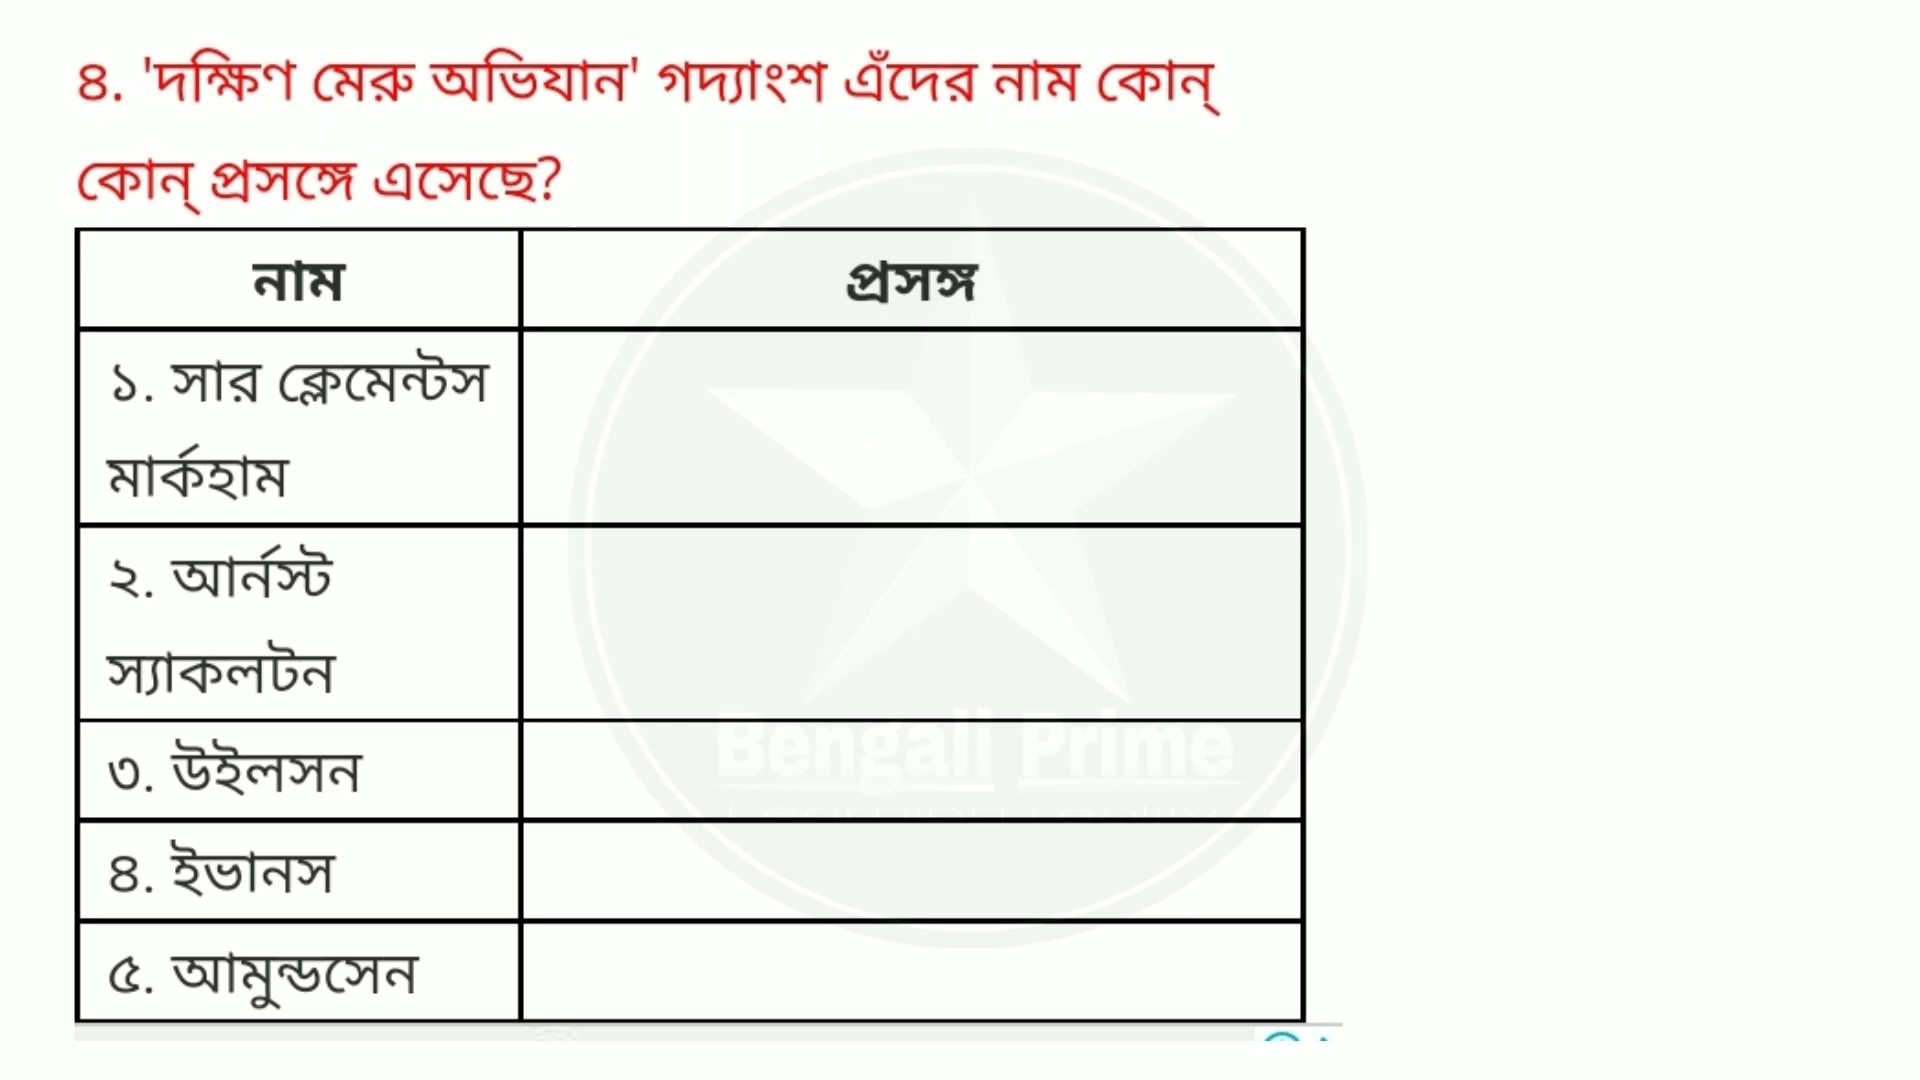 ৪. 'দক্ষিণ মেরু অভিযান' গদ্যাংশ এঁদের নাম কোন্
কোন্ প্রসঙ্গে এসেছে?
নাম প্রসঙ্গ
১. সার ক্লেমেন্টস
মার্কহাম
২. আর্নস্ট
স্যাকলটন
৩. উইলসন
৪. ইভানস
৫. আমুন্ডসেন
Bengali Prime